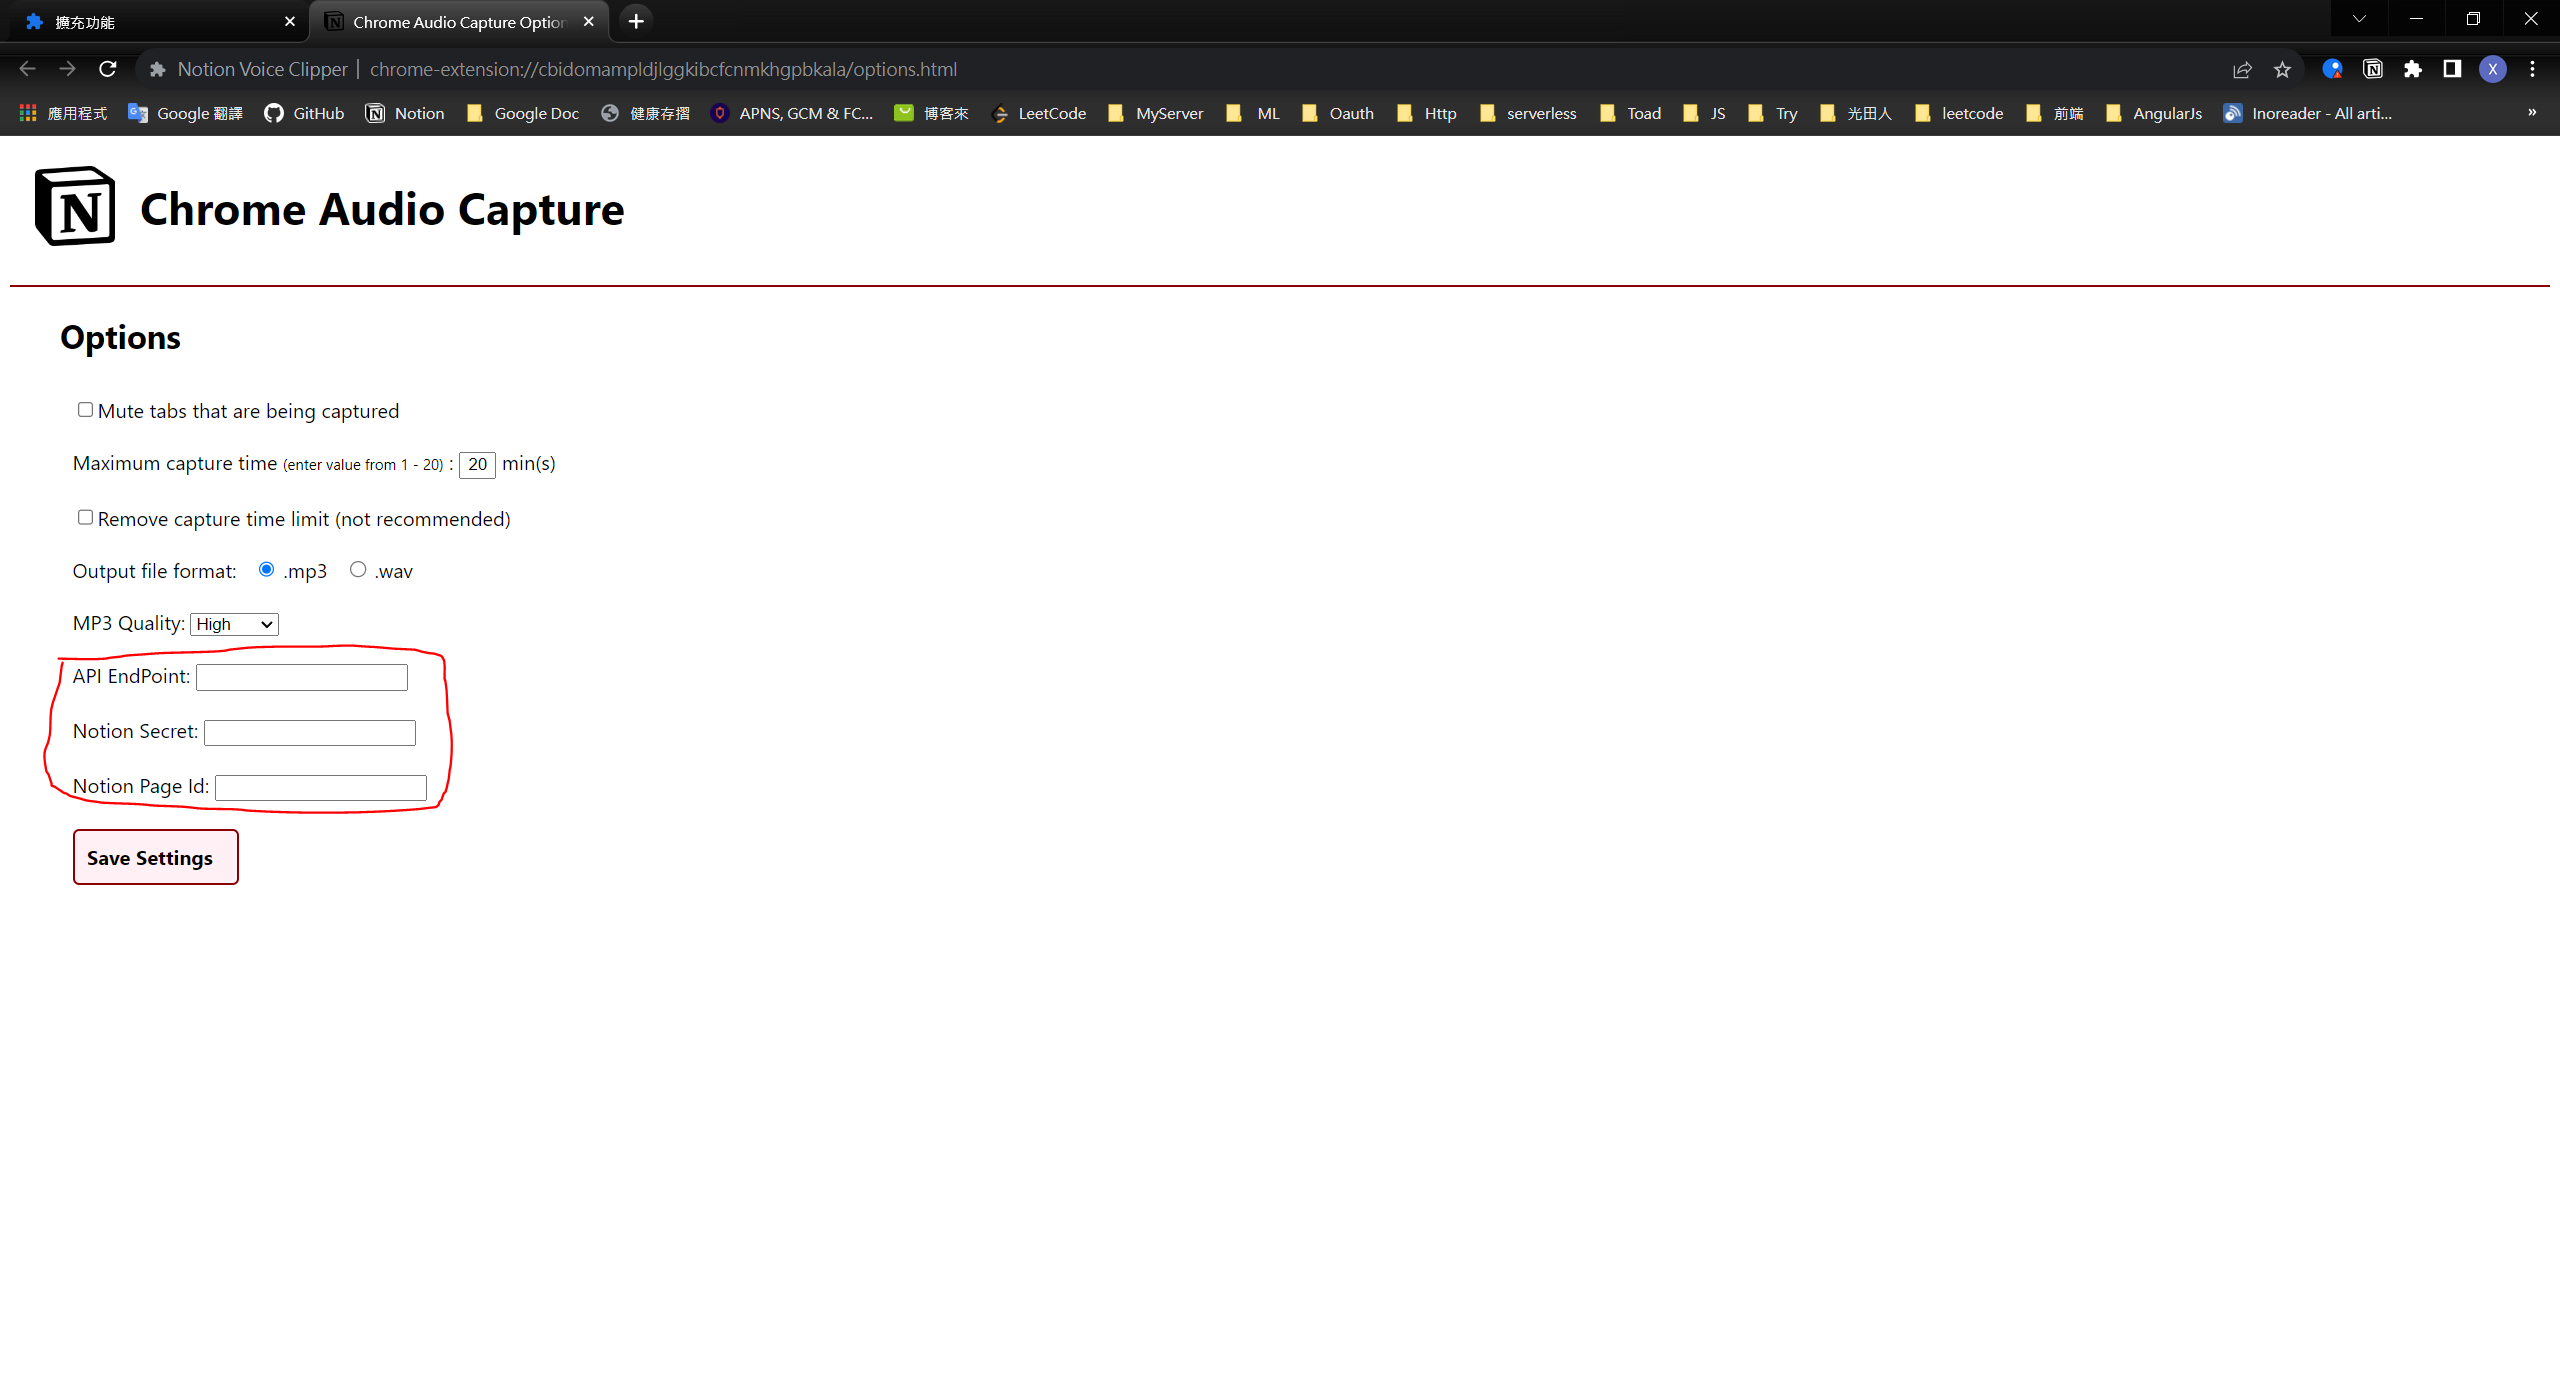 擴充功能
Chrome Audio Capture Option
Notion Voice Clipper | chrome-extension://cbidomampldjlggkibcfcnmkhgpbkala/options.html
X
應用程式 Google 翻譯 GitHub Notion Google Doc 健康存摺 APNS, GCM & FC... 博客來 LeetCode MyServer ML Oauth Http serverless Toad JS Try 光田人 leetcode 前端 AngularJs Inoreader - All arti... »
N Chrome Audio Capture
Options
Mute tabs that are being captured
Maximum capture time (enter value from 1 - 20) : 20 min(s)
Remove capture time limit (not recommended)
Output file format: .mp3 .wav
MP3 Quality: High
API EndPoint:
Notion Secret:
Notion Page Id:
Save Settings